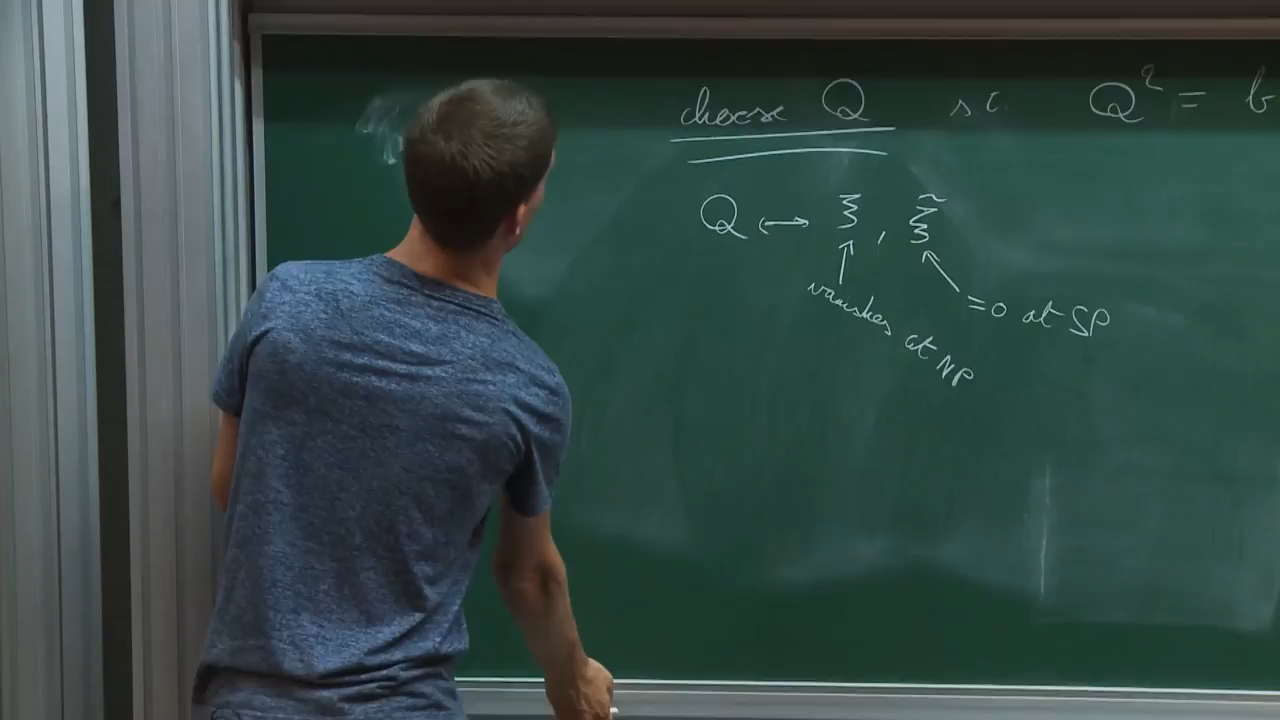 choose Q s.t. Q² = b
Q ↔ ξ , ξ̃
vanishes at NP
=0 at SP